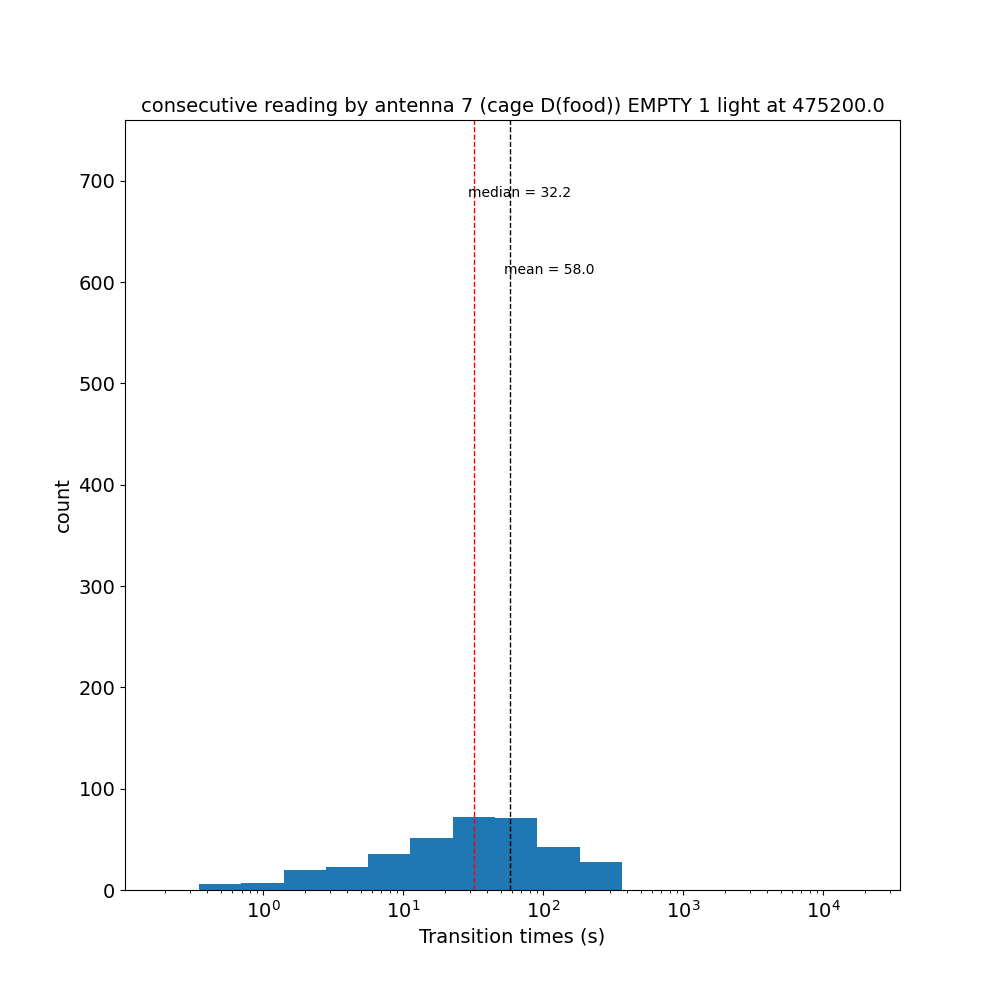 consecutive reading by antenna 7 (cage D(food)) EMPTY 1 light at 475200.0
700
600
500
400
300
200
100
0
count
median = 32.2
mean = 58.0
10⁰
10¹
10²
10³
10⁴
Transition times (s)